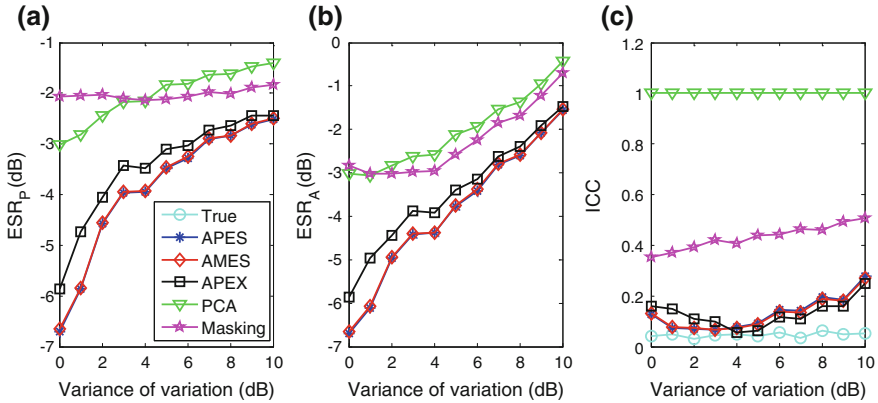 (a)
-1
-2
-3
-4
-5
-6
-7
ESR_P (dB)
0 2 4 6 8 10
Variance of variation (dB)
True
APES
AMES
APEX
PCA
Masking
(b)
0
-1
-2
-3
-4
-5
-6
-7
ESR_A (dB)
0 2 4 6 8 10
Variance of variation (dB)
(c)
1.2
1
0.8
0.6
0.4
0.2
0
ICC
0 2 4 6 8 10
Variance of variation (dB)